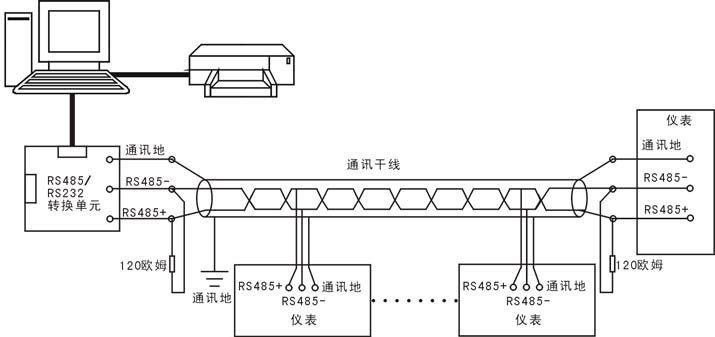 通讯地
RS485/
RS232
转换单元
RS485-
RS485+
120欧姆
通讯干线
通讯地
RS485+
通讯地
RS485-
仪表
RS485+
通讯地
RS485-
仪表
仪表
通讯地
RS485-
RS485+
120欧姆